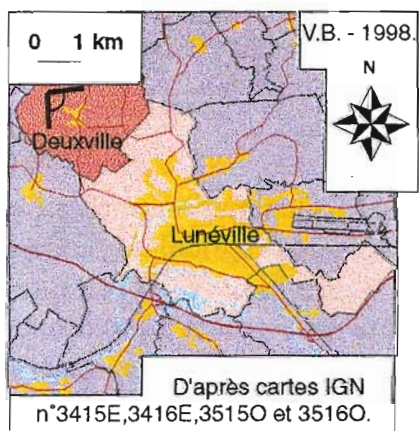 0 1 km
V.B. - 1998.
N
Deuxville
Lunéville
D'après cartes IGN
n°3415E,3416E,3515O et 3516O.